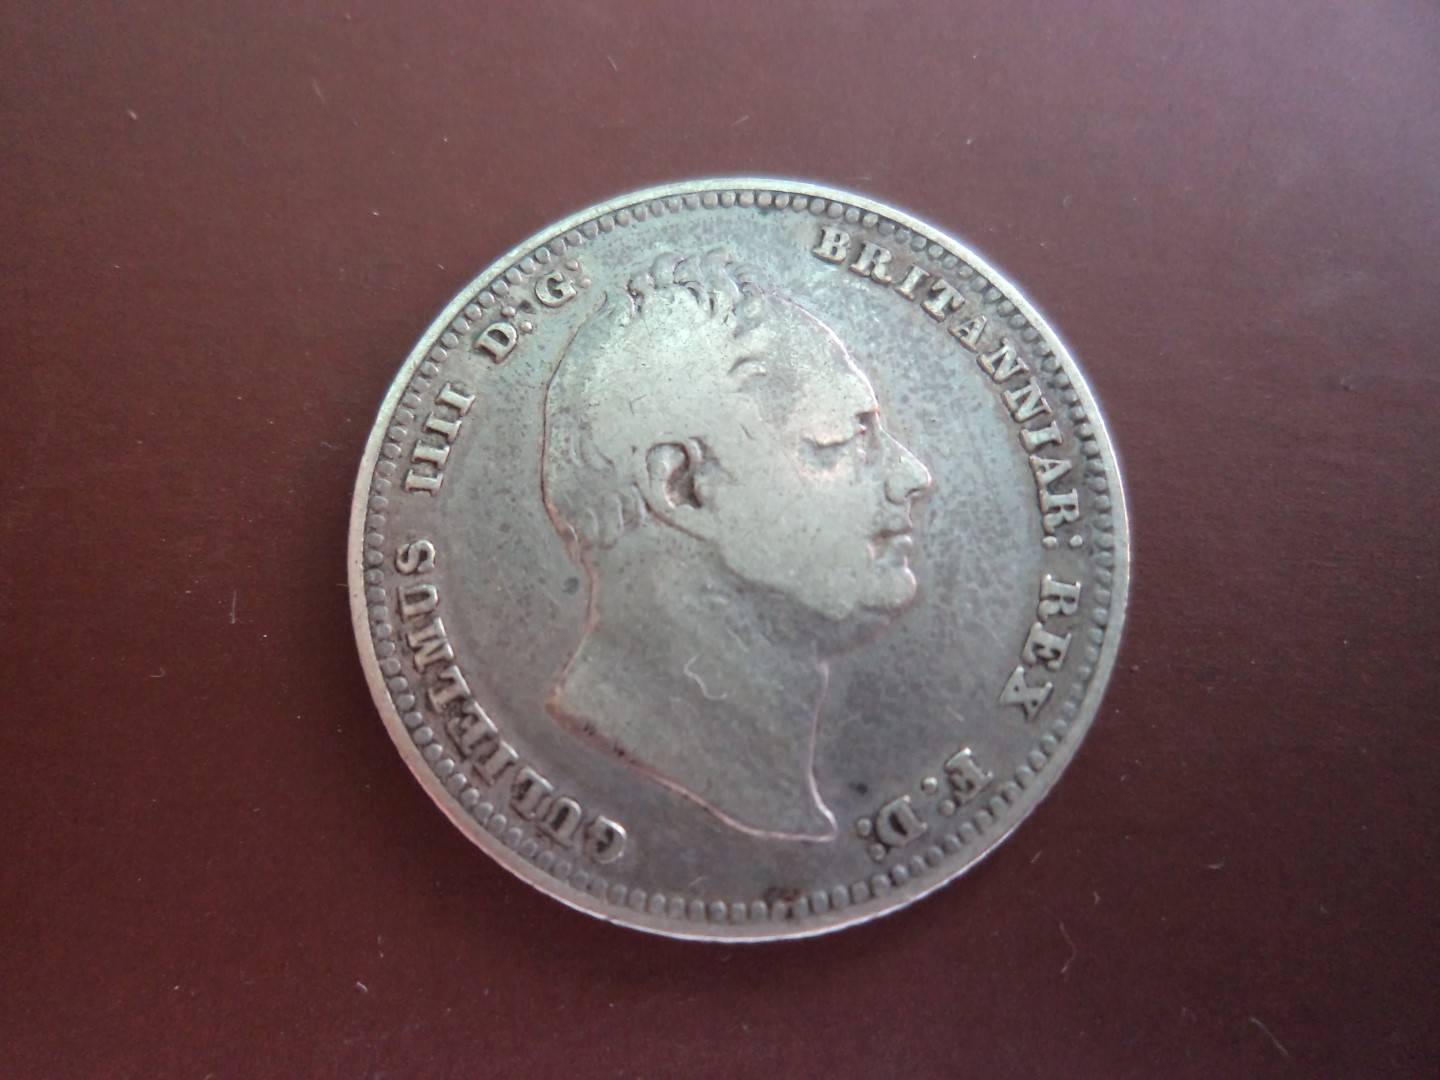 GULIELMUS IIII D: G: BRITANNIAR: REX F: D:
W. W.